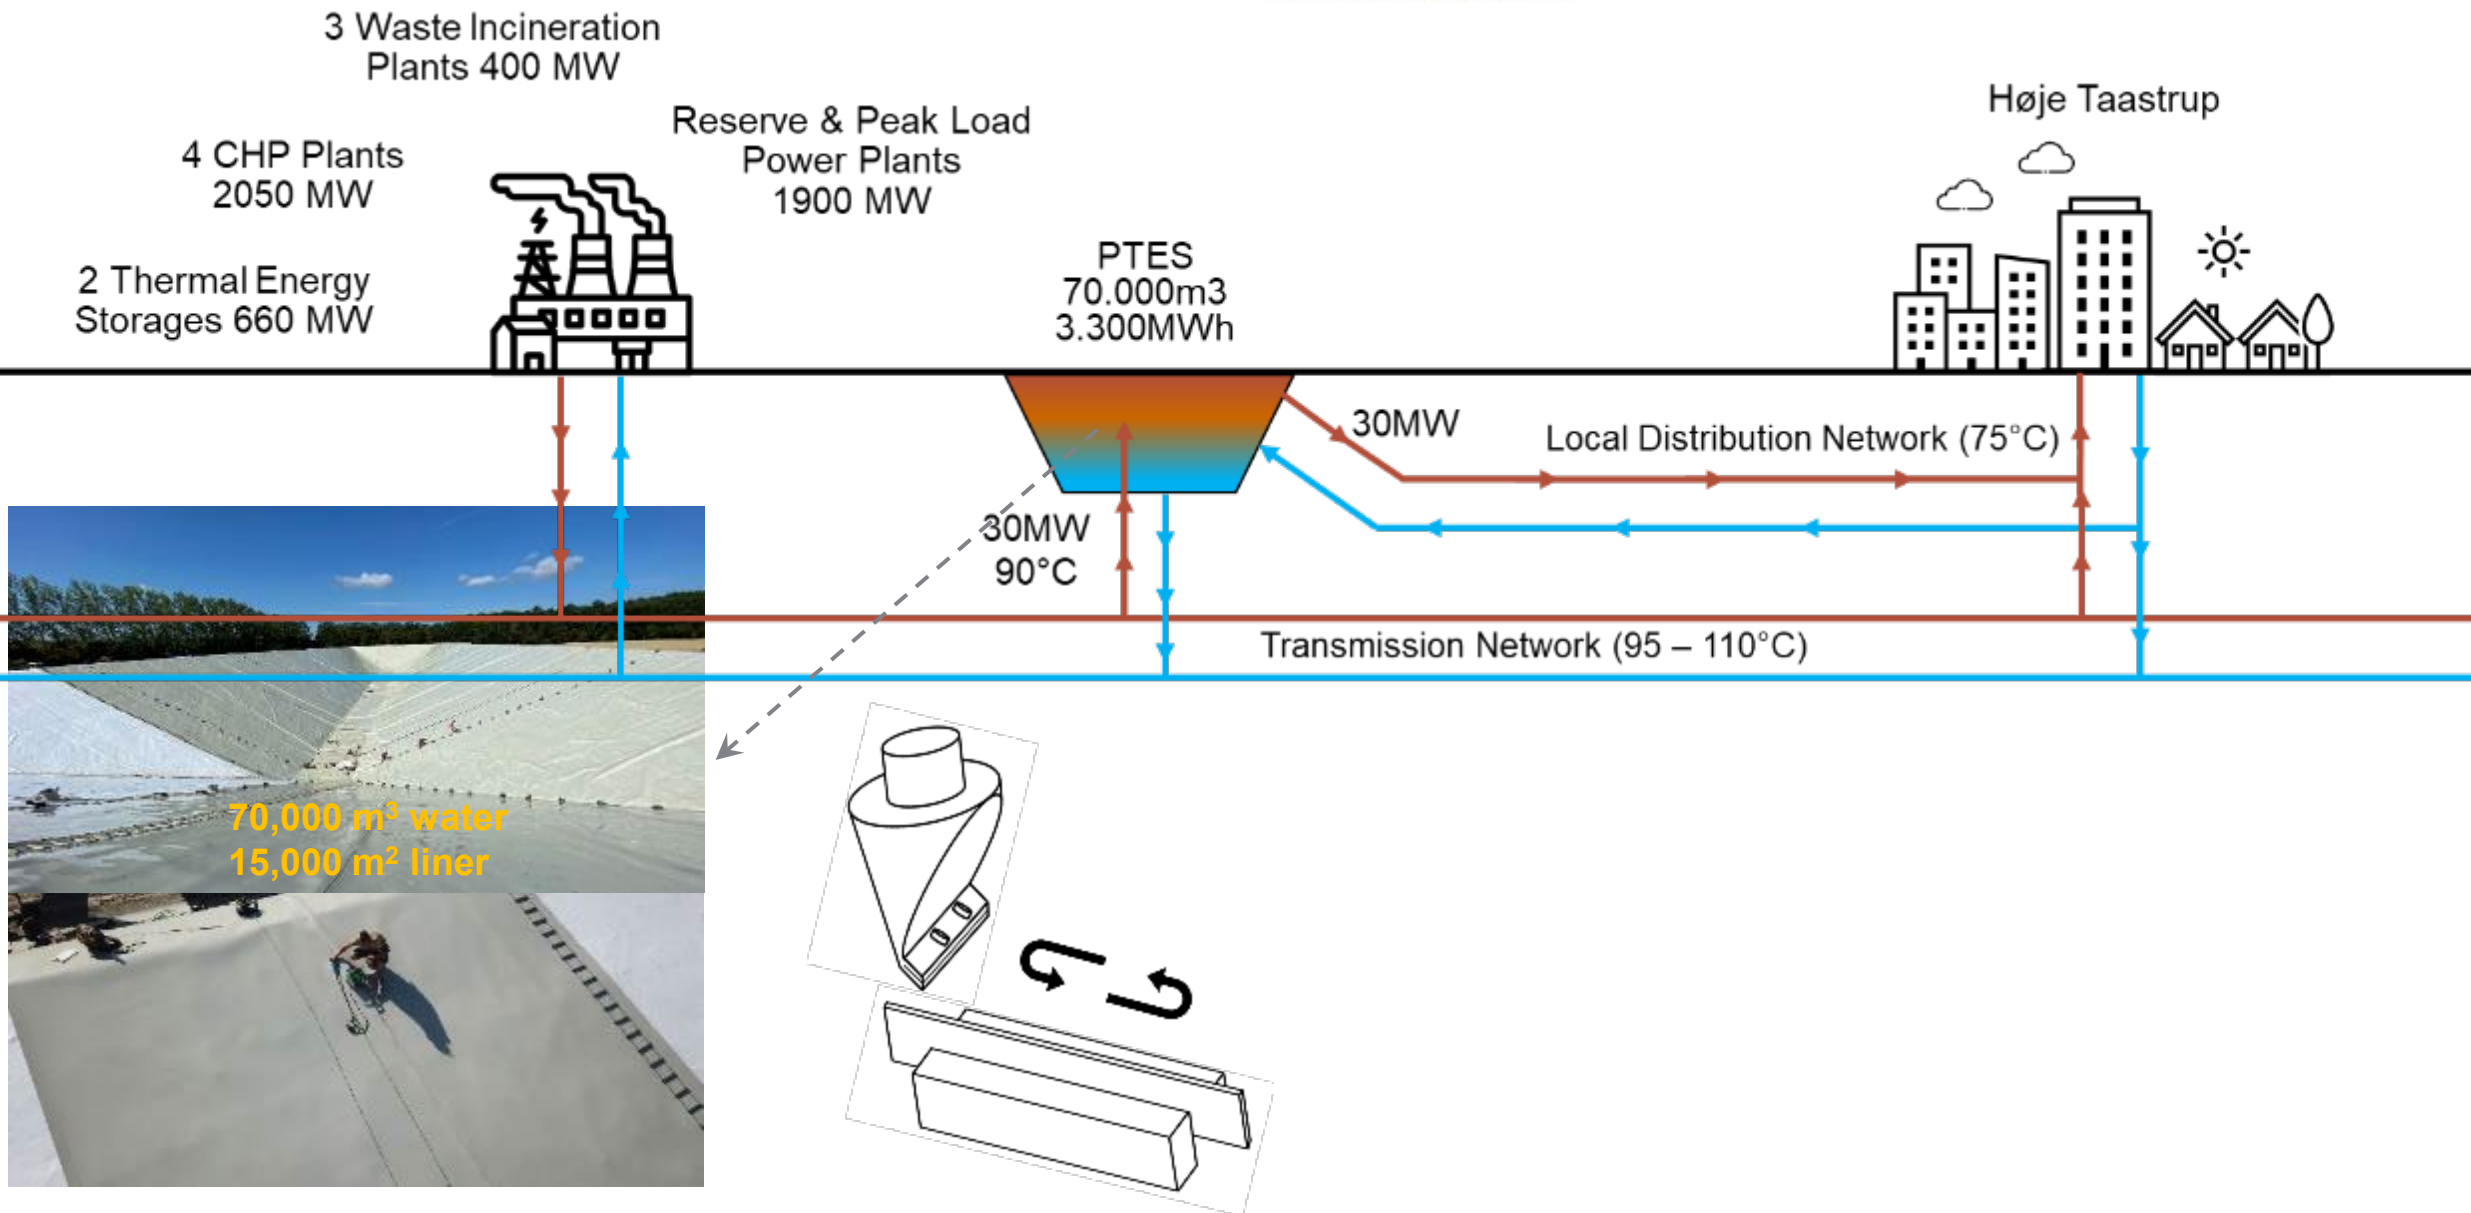 3 Waste Incineration
Plants 400 MW
4 CHP Plants
2050 MW
Reserve & Peak Load
Power Plants
1900 MW
2 Thermal Energy
Storages 660 MW
PTES
70.000m3
3.300MWh
Høje Taastrup
30MW
Local Distribution Network (75°C)
30MW
90°C
Transmission Network (95 – 110°C)
70,000 m³ water
15,000 m² liner